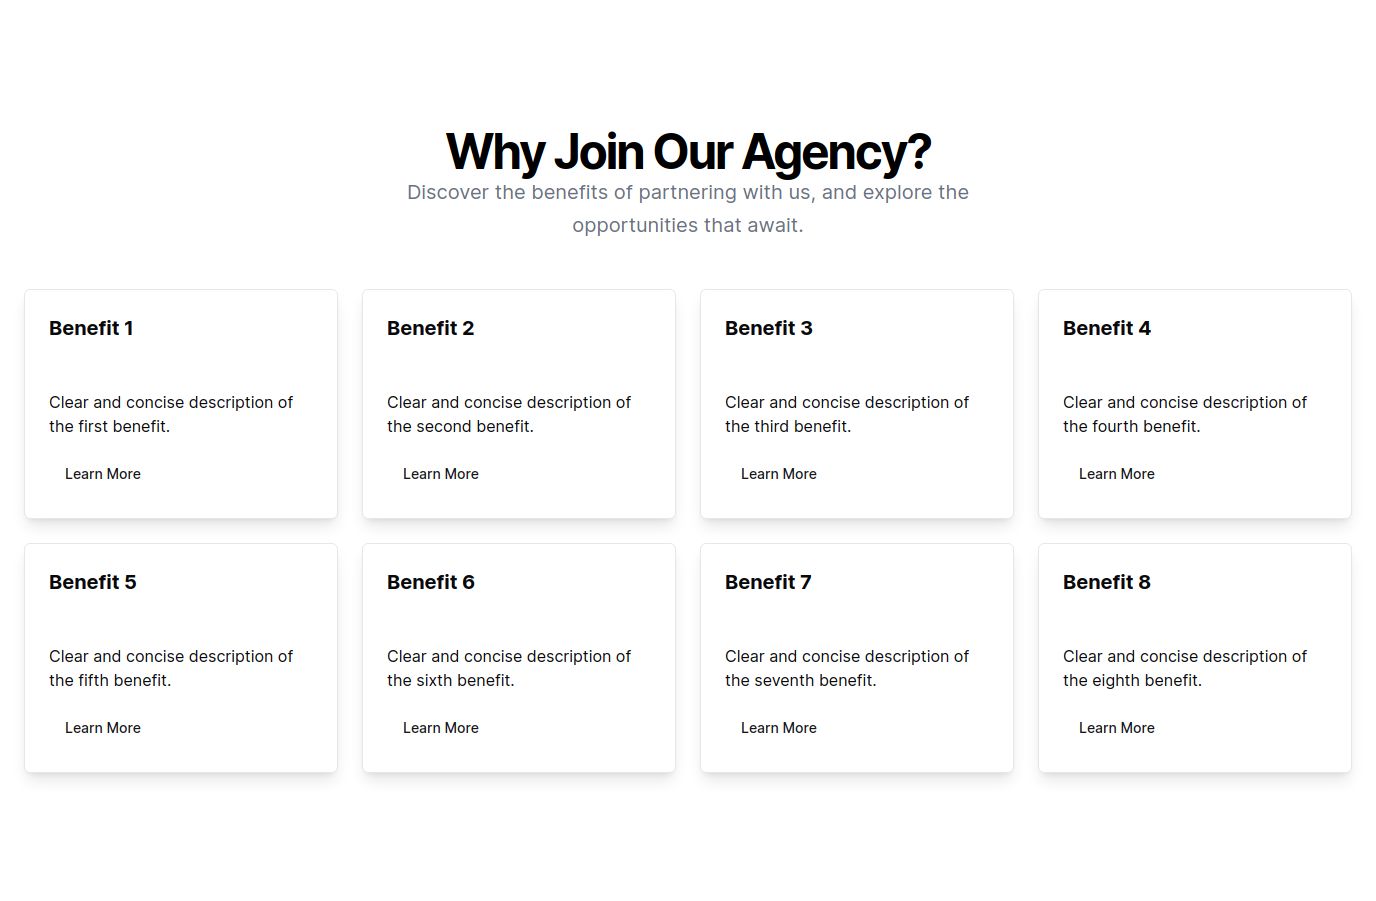 Why Join Our Agency?
Discover the benefits of partnering with us, and explore the
opportunities that await.
Benefit 1
Clear and concise description of
the first benefit.
Learn More
Benefit 2
Clear and concise description of
the second benefit.
Learn More
Benefit 3
Clear and concise description of
the third benefit.
Learn More
Benefit 4
Clear and concise description of
the fourth benefit.
Learn More
Benefit 5
Clear and concise description of
the fifth benefit.
Learn More
Benefit 6
Clear and concise description of
the sixth benefit.
Learn More
Benefit 7
Clear and concise description of
the seventh benefit.
Learn More
Benefit 8
Clear and concise description of
the eighth benefit.
Learn More